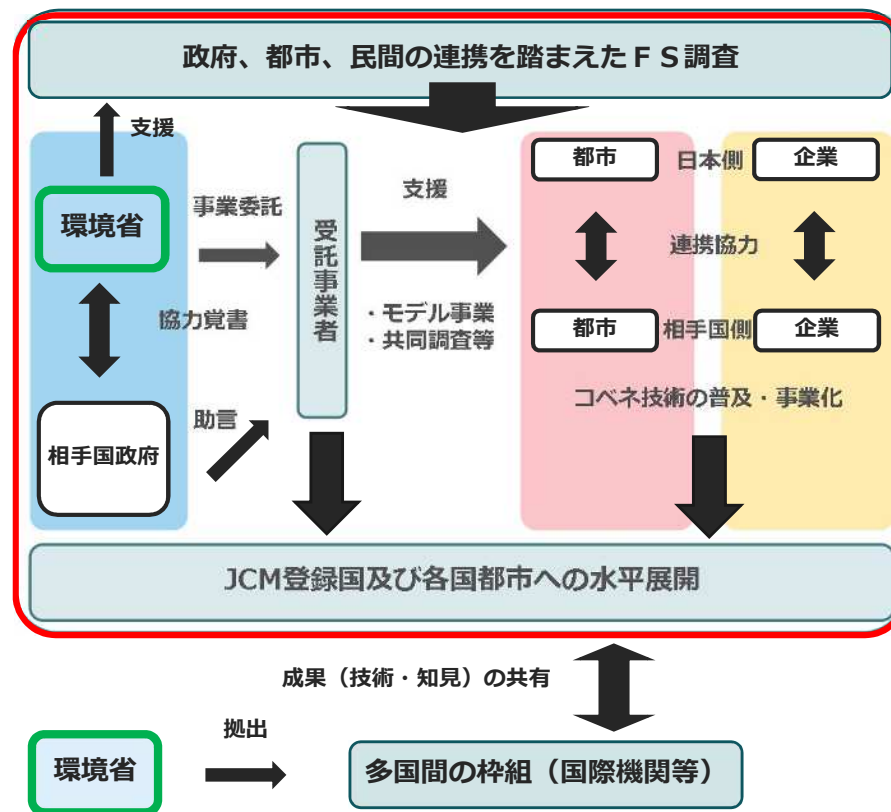 政府、都市、民間の連携を踏まえたＦＳ調査
支援
環境省
事業委託
協力覚書
相手国政府
助言
受託事業者
支援
・モデル事業
・共同調査等
都市
日本側
企業
連携協力
都市
相手国側
企業
コベネ技術の普及・事業化
JCM登録国及び各国都市への水平展開
成果（技術・知見）の共有
環境省
拠出
多国間の枠組（国際機関等）